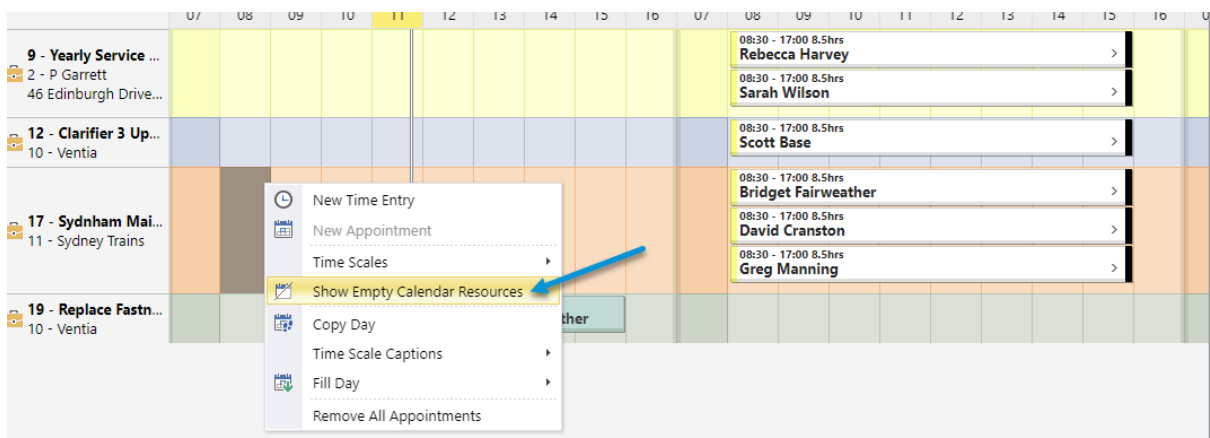 07 08 09 10 11 12 13 14 15 16 07 08 09 10 11 12 13 14 15 16
9 - Yearly Service ...
2 - P Garrett
46 Edinburgh Drive...
08:30 - 17:00 8.5hrs
Rebecca Harvey
08:30 - 17:00 8.5hrs
Sarah Wilson
12 - Clarifier 3 Up...
10 - Ventia
08:30 - 17:00 8.5hrs
Scott Base
17 - Sydnham Mai...
11 - Sydney Trains
08:30 - 17:00 8.5hrs
Bridget Fairweather
08:30 - 17:00 8.5hrs
David Cranston
08:30 - 17:00 8.5hrs
Greg Manning
19 - Replace Fastn...
10 - Ventia
ther
New Time Entry
New Appointment
Time Scales
Show Empty Calendar Resources
Copy Day
Time Scale Captions
Fill Day
Remove All Appointments